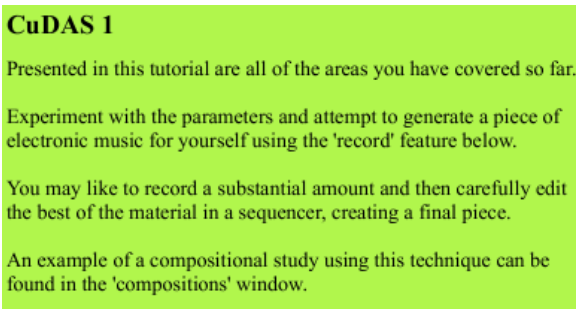 CuDAS 1
Presented in this tutorial are all of the areas you have covered so far.
Experiment with the parameters and attempt to generate a piece of
electronic music for yourself using the 'record' feature below.
You may like to record a substantial amount and then carefully edit
the best of the material in a sequencer, creating a final piece.
An example of a compositional study using this technique can be
found in the 'compositions' window.